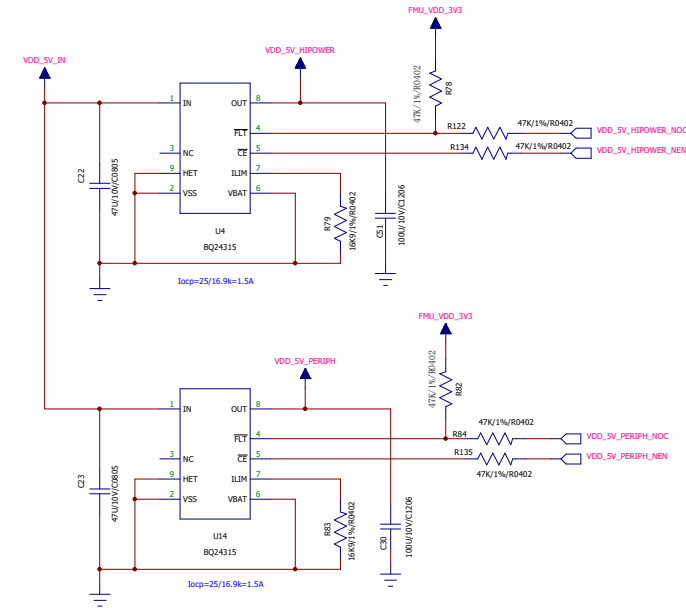 FMU_VDD_3V3
VDD_5V_IN
VDD_5V_HIPOWER
47K/1%/R0402
R78
1 IN OUT 8
FLT 4
R122
47K/1%/R0402
VDD_5V_HIPOWER_NOC
3 NC CE 5
R134
47K/1%/R0402
VDD_5V_HIPOWER_NEN
9 HET ILIM 7
2 VSS VBAT 6
C22
47U/10V/C0805
R79
16K9/1%/R0402
C51
100U/10V/C1206
U4
BQ24315
Iocp=25/16.9k=1.5A
FMU_VDD_3V3
VDD_5V_PERIPH
47K/1%/R0402
R82
1 IN OUT 8
FLT 4
R84
47K/1%/R0402
VDD_5V_PERIPH_NOC
3 NC CE 5
R135
47K/1%/R0402
VDD_5V_PERIPH_NEN
9 HET ILIM 7
2 VSS VBAT 6
C23
47U/10V/C0805
R83
16K9/1%/R0402
C30
100U/10V/C1206
U14
BQ24315
Iocp=25/16.9k=1.5A